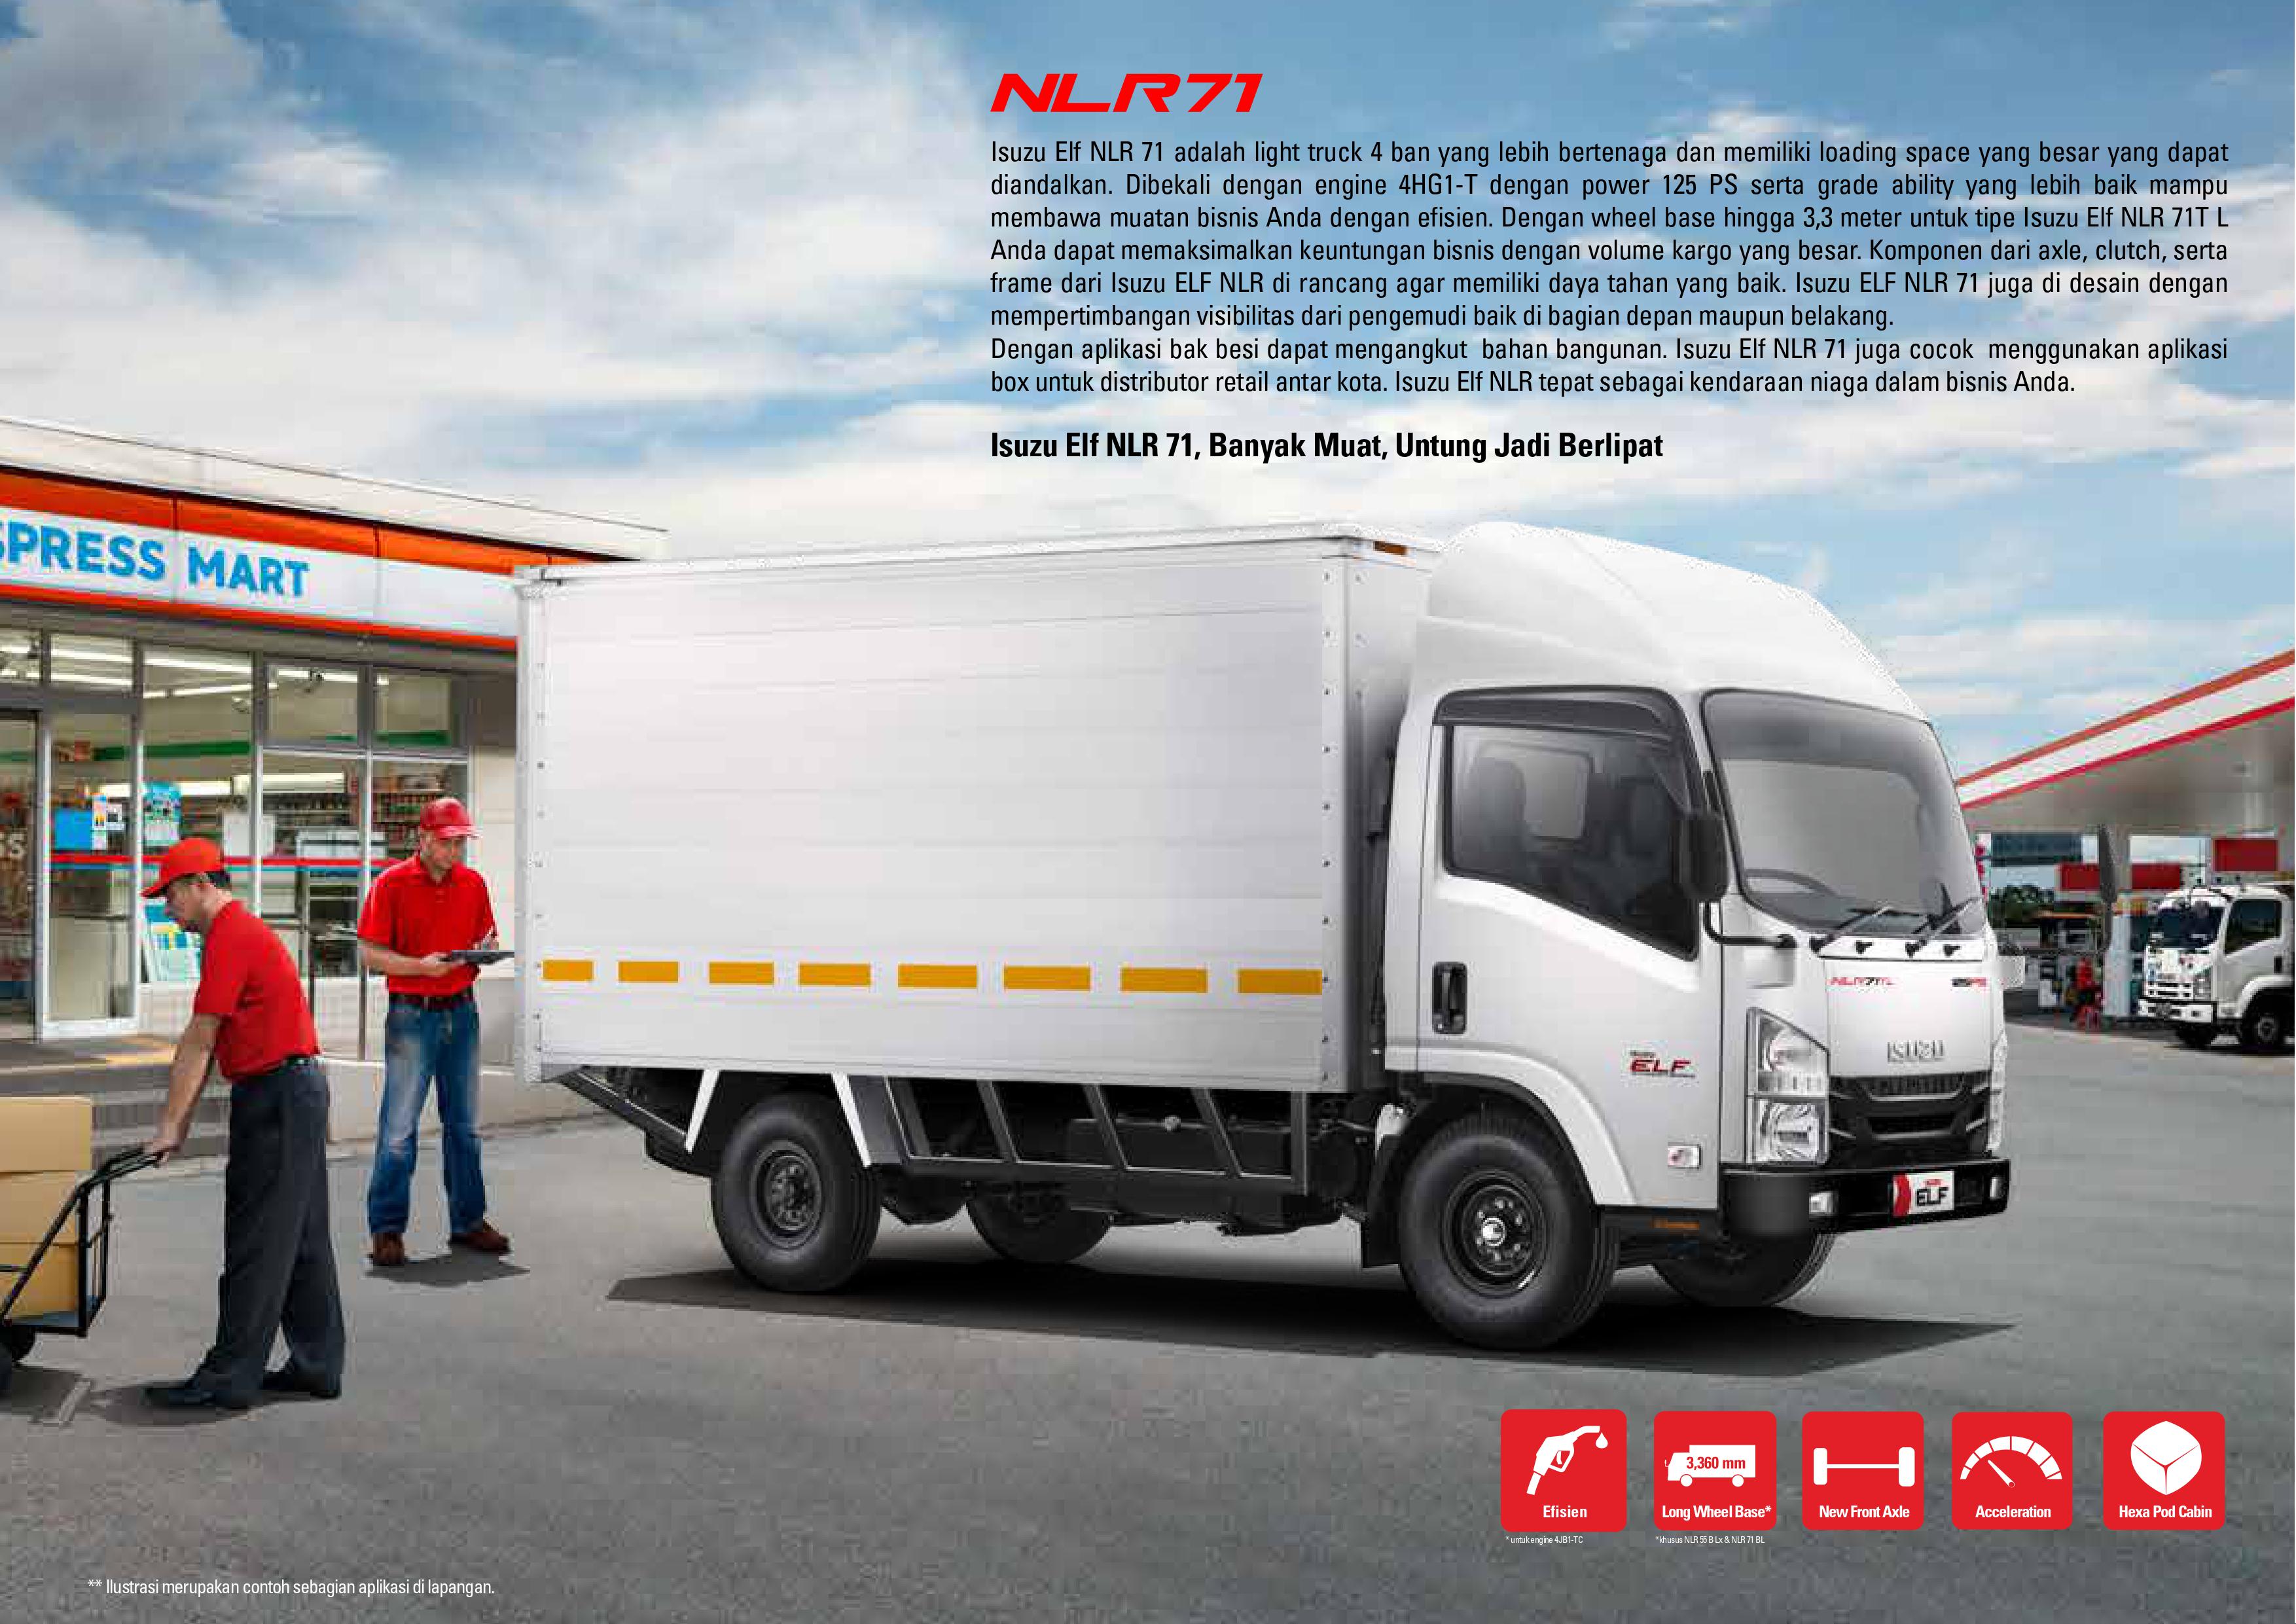 NLR71
Isuzu Elf NLR 71 adalah light truck 4 ban yang lebih bertenaga dan memiliki loading space yang besar yang dapat
diandalkan. Dibekali dengan engine 4HG1-T dengan power 125 PS serta grade ability yang lebih baik mampu
membawa muatan bisnis Anda dengan efisien. Dengan wheel base hingga 3,3 meter untuk tipe Isuzu Elf NLR 71T L
Anda dapat memaksimalkan keuntungan bisnis dengan volume kargo yang besar. Komponen dari axle, clutch, serta
frame dari Isuzu ELF NLR di rancang agar memiliki daya tahan yang baik. Isuzu ELF NLR 71 juga di desain dengan
mempertimbangan visibilitas dari pengemudi baik di bagian depan maupun belakang.
Dengan aplikasi bak besi dapat mengangkut bahan bangunan. Isuzu Elf NLR 71 juga cocok menggunakan aplikasi
box untuk distributor retail antar kota. Isuzu Elf NLR tepat sebagai kendaraan niaga dalam bisnis Anda.
Isuzu Elf NLR 71, Banyak Muat, Untung Jadi Berlipat
SPRESS MART
NLR71TL
125PS
ISUZU
ELF
ELF
3,360 mm
Efisien
Long Wheel Base*
New Front Axle
Acceleration
Hexa Pod Cabin
* untuk engine 4JB1-TC
*khusus NLR 55 B Lx & NLR 71 BL
** Ilustrasi merupakan contoh sebagian aplikasi di lapangan.